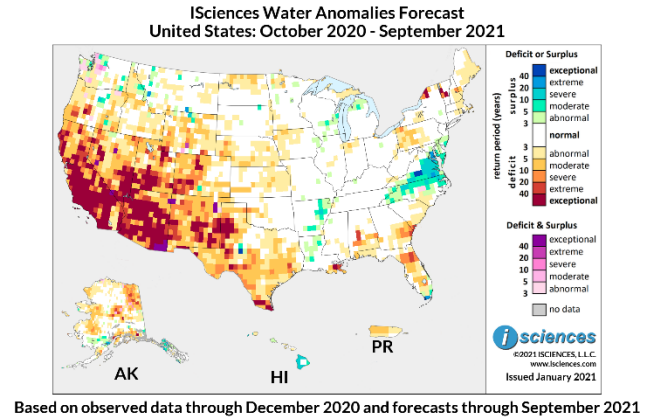 ISciences Water Anomalies Forecast
United States: October 2020 - September 2021
Deficit or Surplus
return period (years)
surplus
40
20
10
5
3
exceptional
extreme
severe
moderate
abnormal
normal
deficit
3
5
10
20
40
abnormal
moderate
severe
extreme
exceptional
Deficit & Surplus
40
20
10
5
3
exceptional
extreme
severe
moderate
abnormal
no data
isciences
©2021 ISCIENCES, L.L.C.
www.isciences.com
Issued January 2021
AK
HI
PR
Based on observed data through December 2020 and forecasts through September 2021